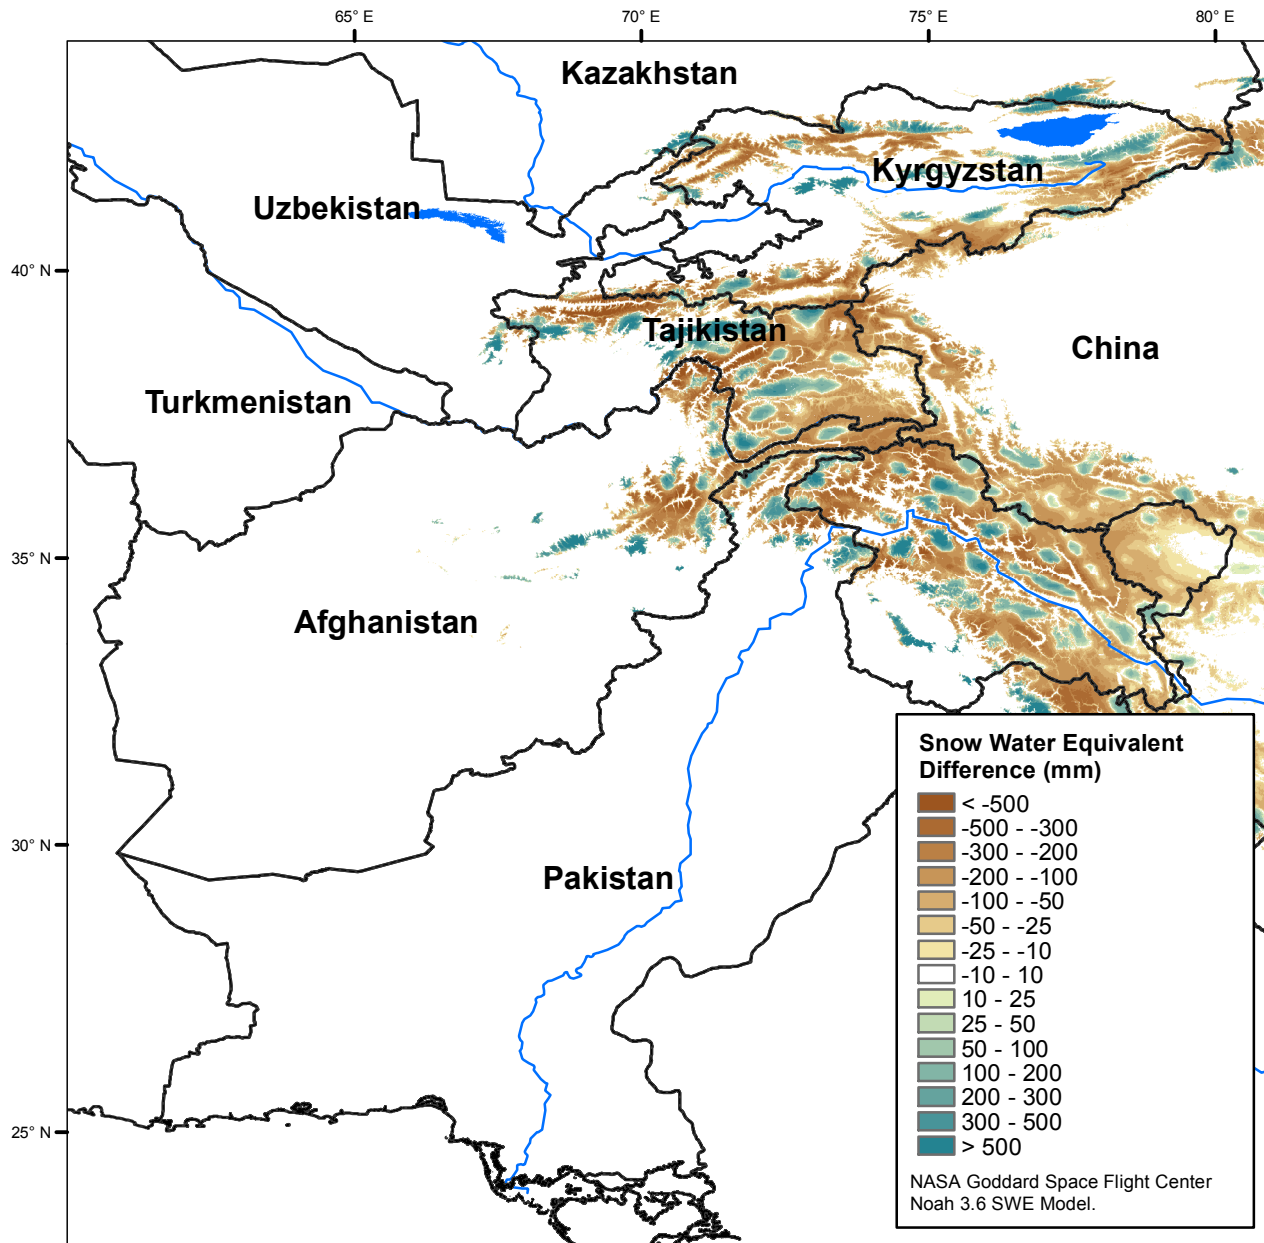 65° E
70° E
75° E
80° E
Kazakhstan
Kyrgyzstan
Uzbekistan
40° N
Tajikistan
China
Turkmenistan
35° N
Afghanistan
30° N
Pakistan
25° N
Snow Water Equivalent
Difference (mm)
< -500
-500 - -300
-300 - -200
-200 - -100
-100 - -50
-50 - -25
-25 - -10
-10 - 10
10 - 25
25 - 50
50 - 100
100 - 200
200 - 300
300 - 500
> 500
NASA Goddard Space Flight Center
Noah 3.6 SWE Model.